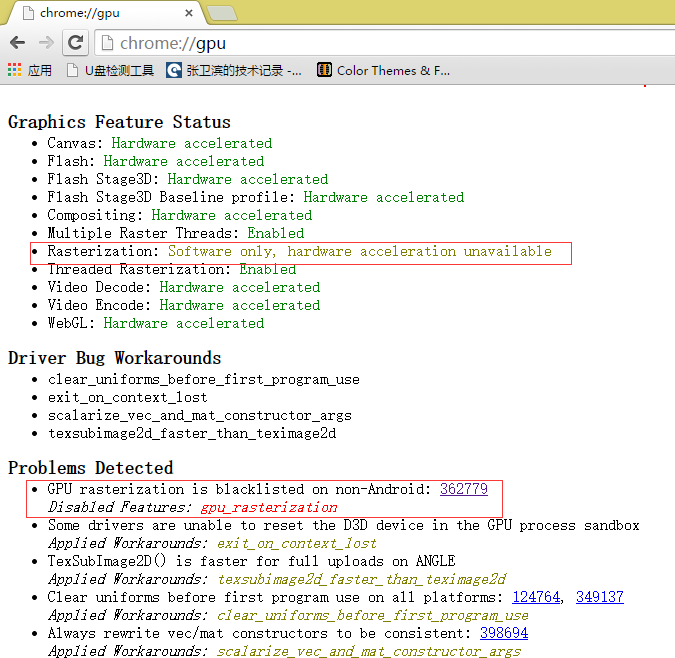 chrome://gpu
chrome://gpu
应用 U盘检测工具 张卫滨的技术记录 -... Color Themes & F...
Graphics Feature Status
Canvas: Hardware accelerated
Flash: Hardware accelerated
Flash Stage3D: Hardware accelerated
Flash Stage3D Baseline profile: Hardware accelerated
Compositing: Hardware accelerated
Multiple Raster Threads: Enabled
Rasterization: Software only, hardware acceleration unavailable
Threaded Rasterization: Enabled
Video Decode: Hardware accelerated
Video Encode: Hardware accelerated
WebGL: Hardware accelerated
Driver Bug Workarounds
clear_uniforms_before_first_program_use
exit_on_context_lost
scalarize_vec_and_mat_constructor_args
texsubimage2d_faster_than_teximage2d
Problems Detected
GPU rasterization is blacklisted on non-Android: 362779
Disabled Features: gpu_rasterization
Some drivers are unable to reset the D3D device in the GPU process sandbox
Applied Workarounds: exit_on_context_lost
TexSubImage2D() is faster for full uploads on ANGLE
Applied Workarounds: texsubimage2d_faster_than_teximage2d
Clear uniforms before first program use on all platforms: 124764, 349137
Applied Workarounds: clear_uniforms_before_first_program_use
Always rewrite vec/mat constructors to be consistent: 398694
Applied Workarounds: scalarize_vec_and_mat_constructor_args